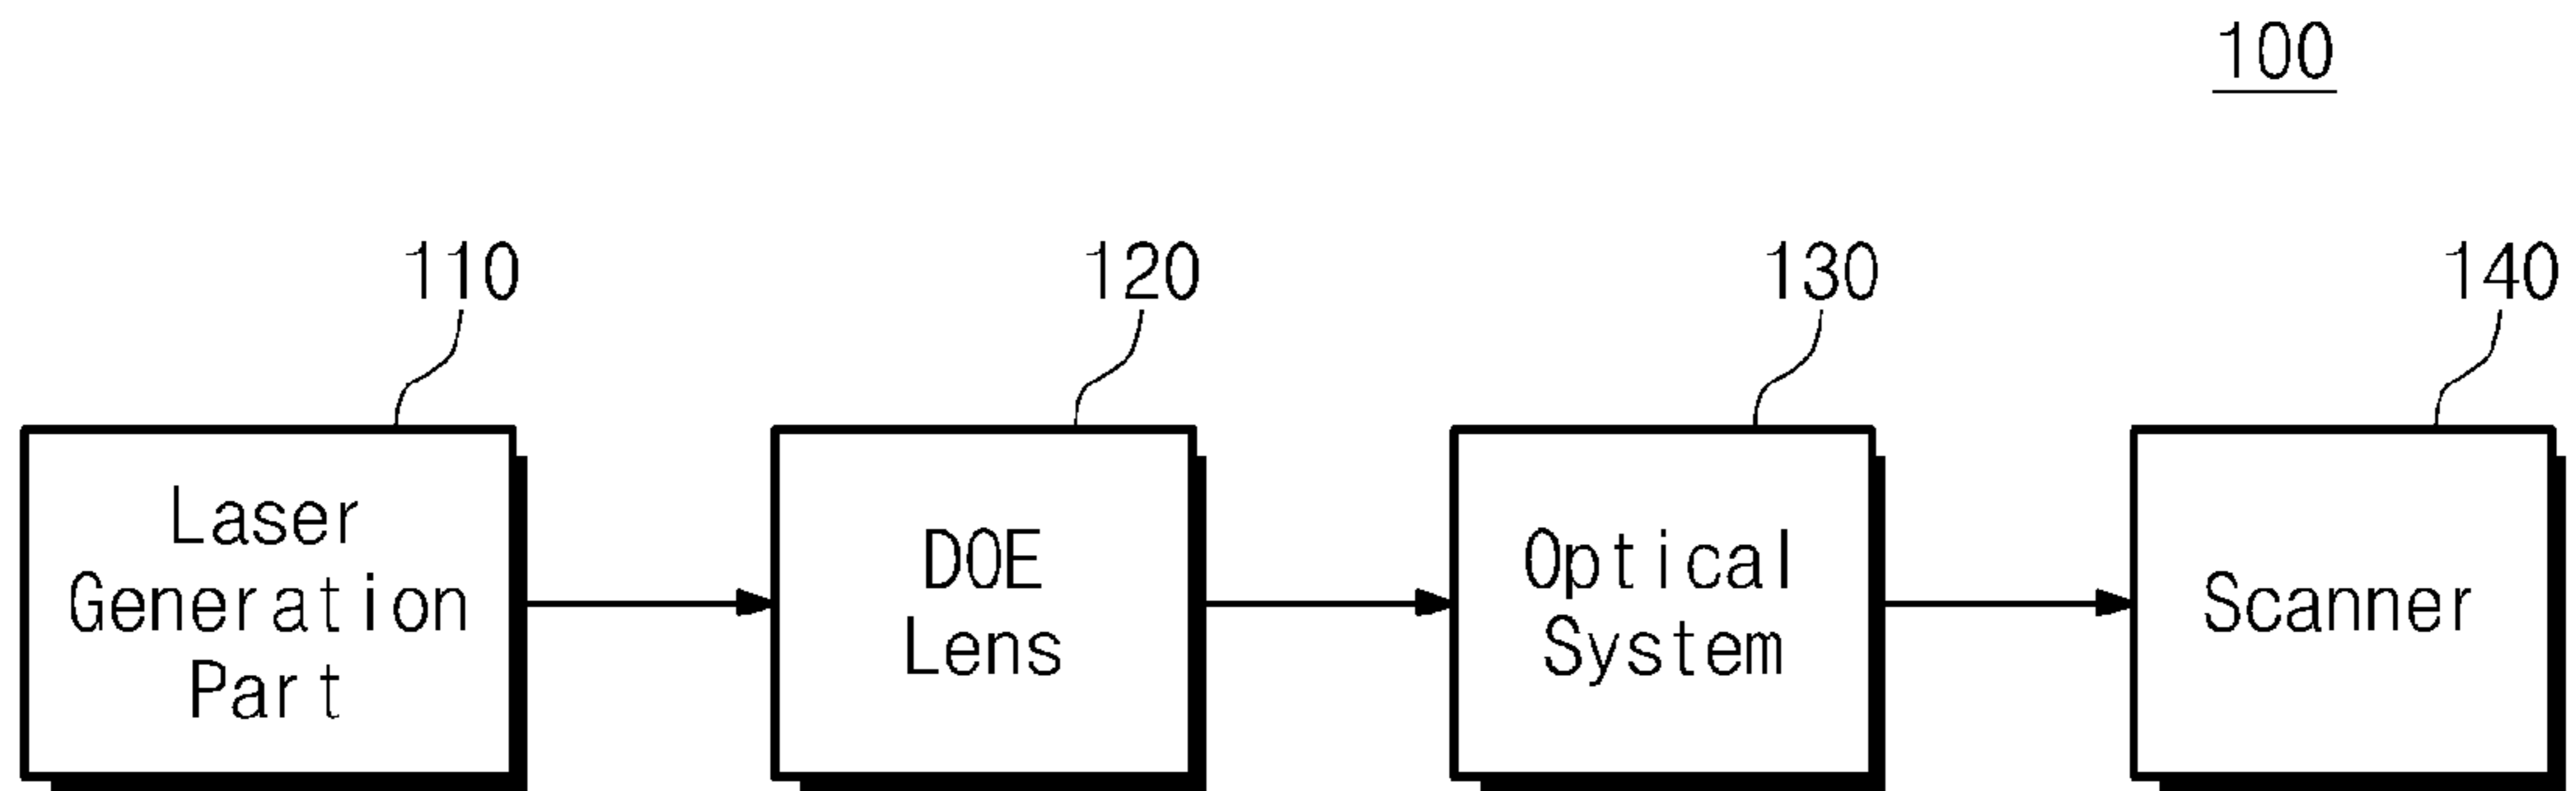 100
110
120
130
140
Laser
Generation
Part
DOE
Lens
Optical
System
Scanner